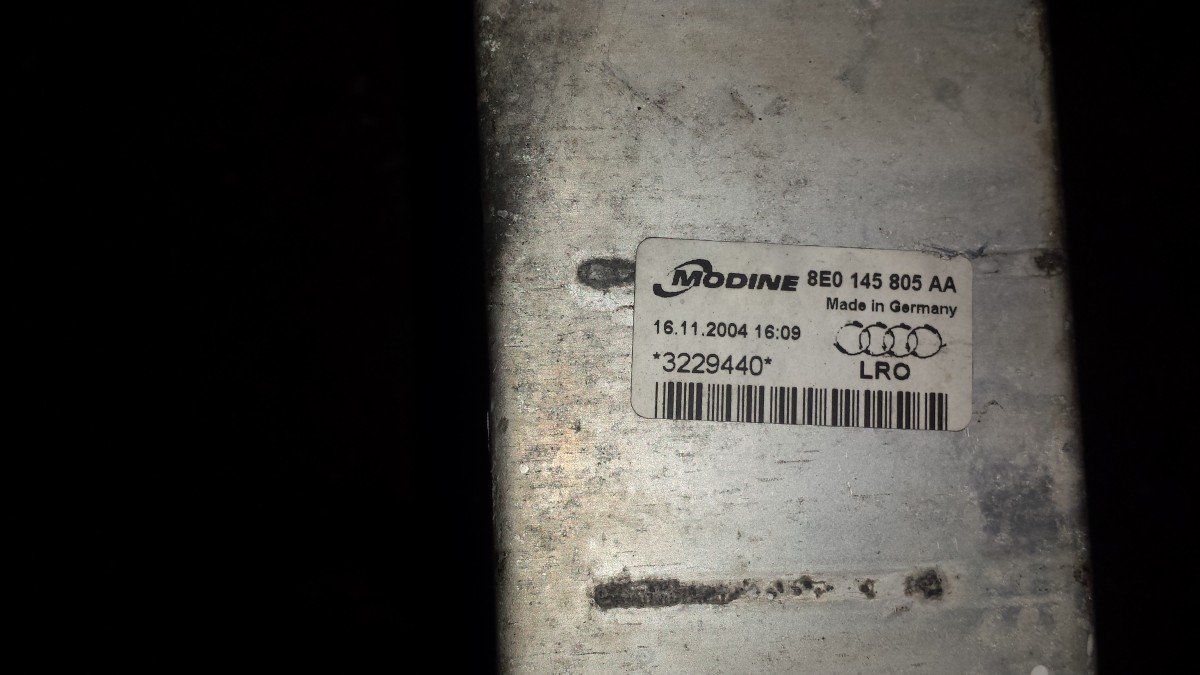 MODINE 8E0 145 805 AA
Made in Germany
16.11.2004 16:09
*3229440*
LRO